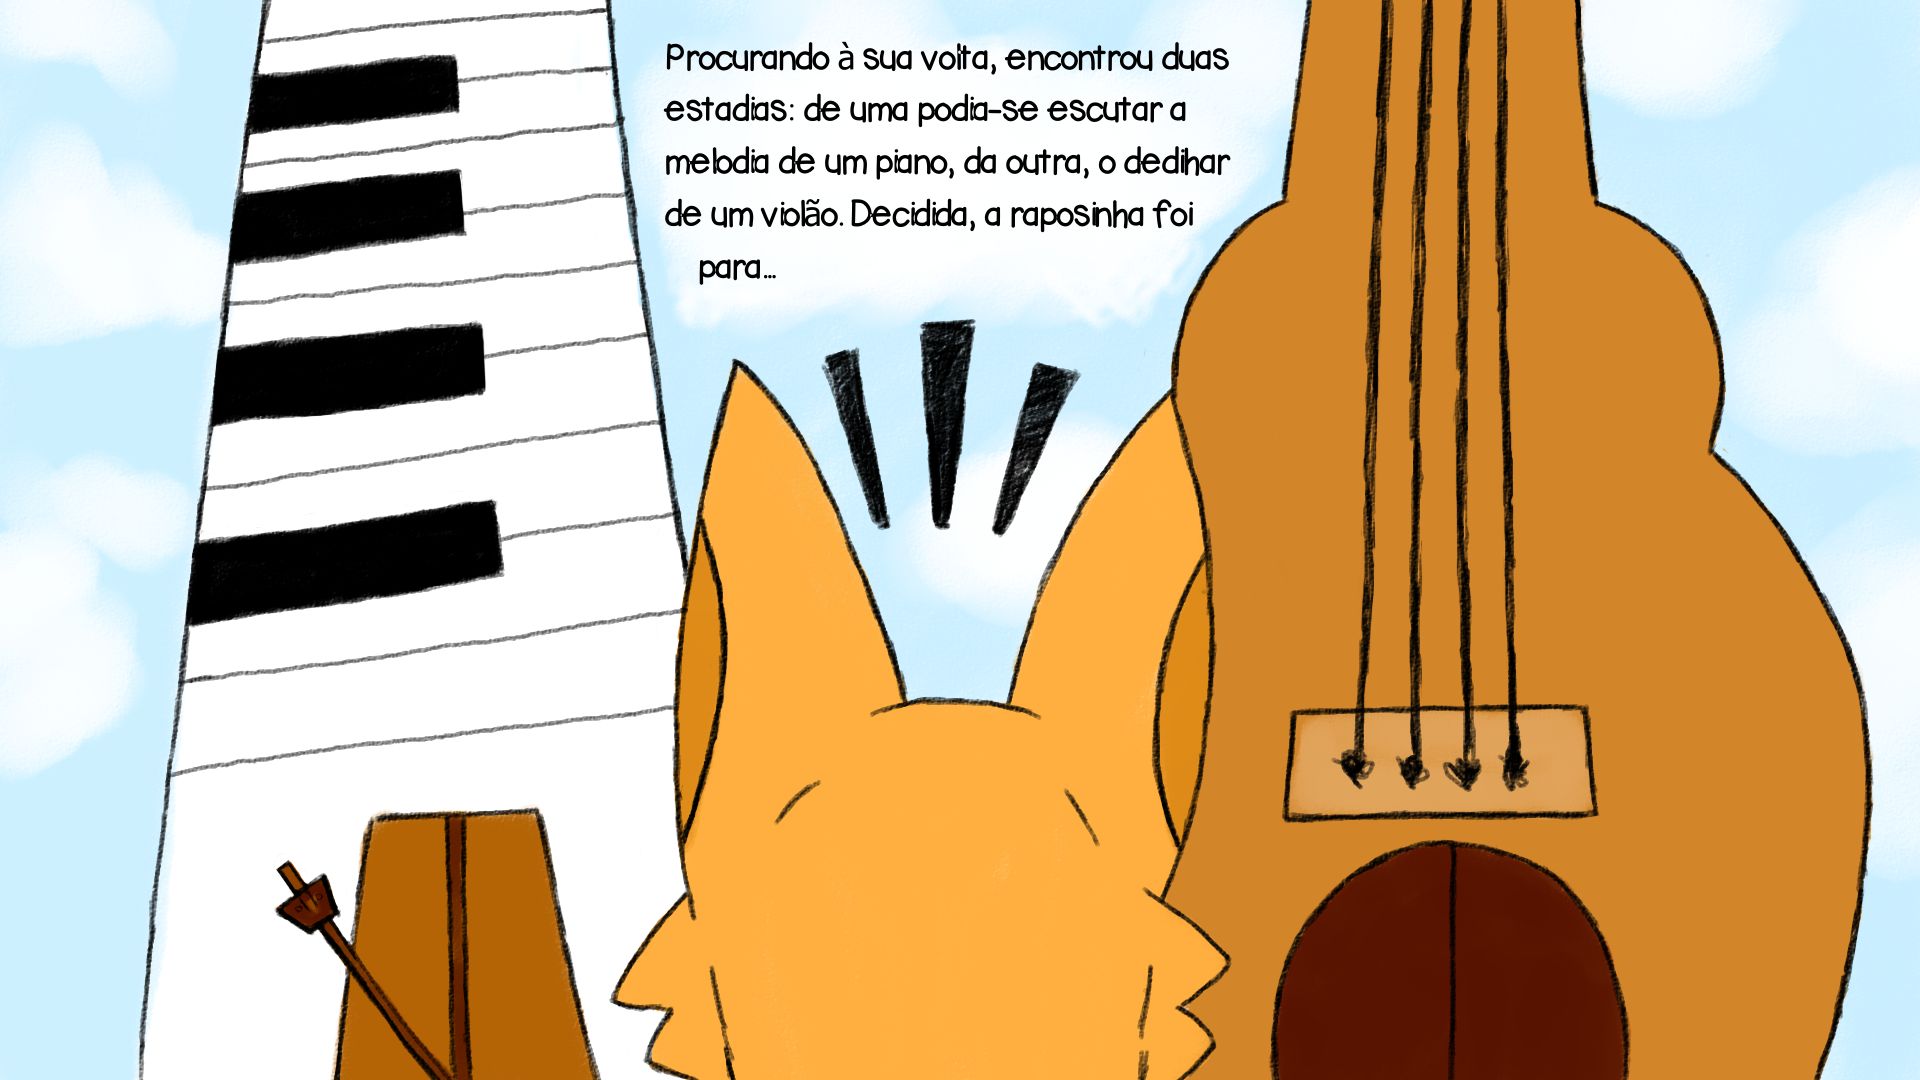 Procurando à sua volta, encontrou duas
estadias: de uma podia-se escutar a
melodia de um piano, da outra, o dedihar
de um violão. Decidida, a raposinha foi
para...